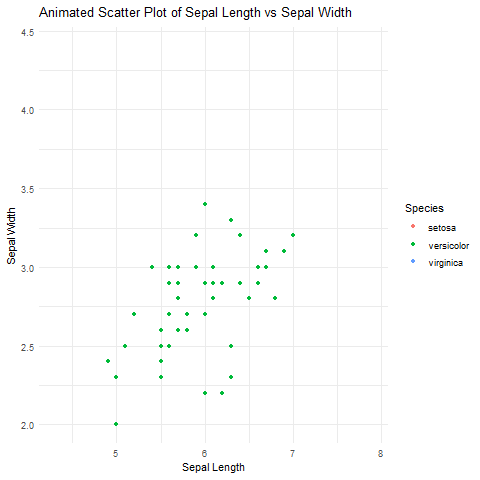 Animated Scatter Plot of Sepal Length vs Sepal Width
4.5
4.0
3.5
3.0
2.5
2.0
Sepal Width
5
6
7
8
Sepal Length
Species
setosa
versicolor
virginica